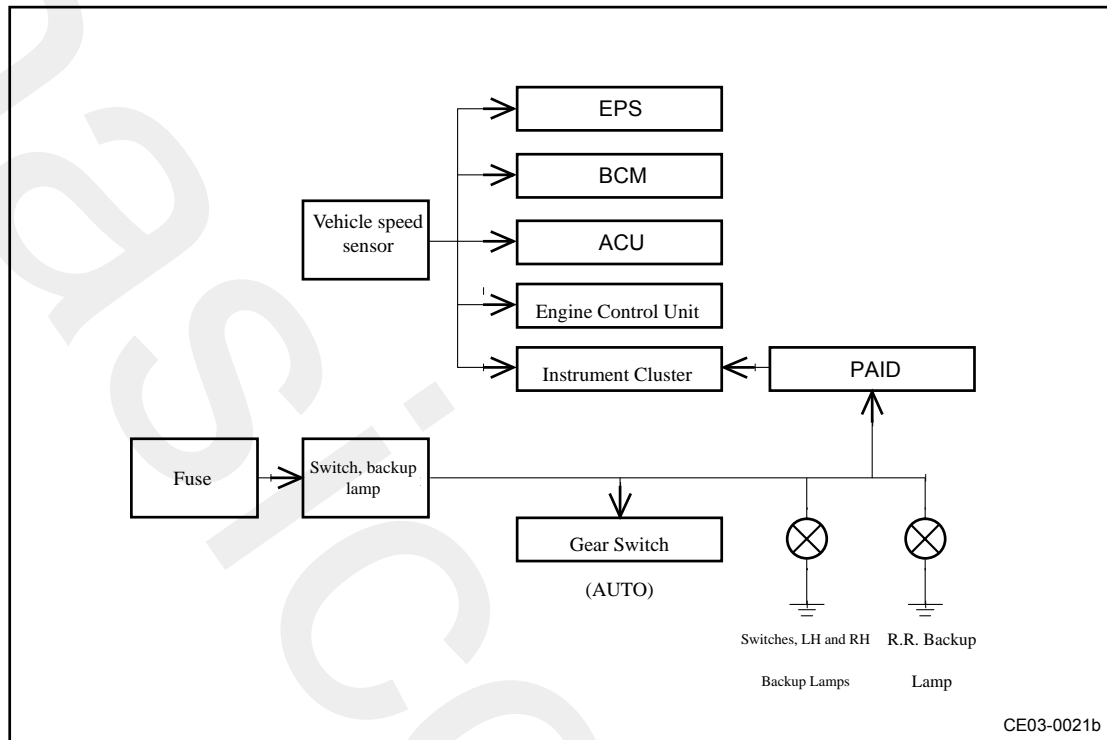 EPS
BCM
Vehicle speed
sensor
ACU
Engine Control Unit
Instrument Cluster
PAID
Fuse
Switch, backup
lamp
Gear Switch
(AUTO)
Switches, LH and RH
Backup Lamps
R.R. Backup
Lamp
CE03-0021b